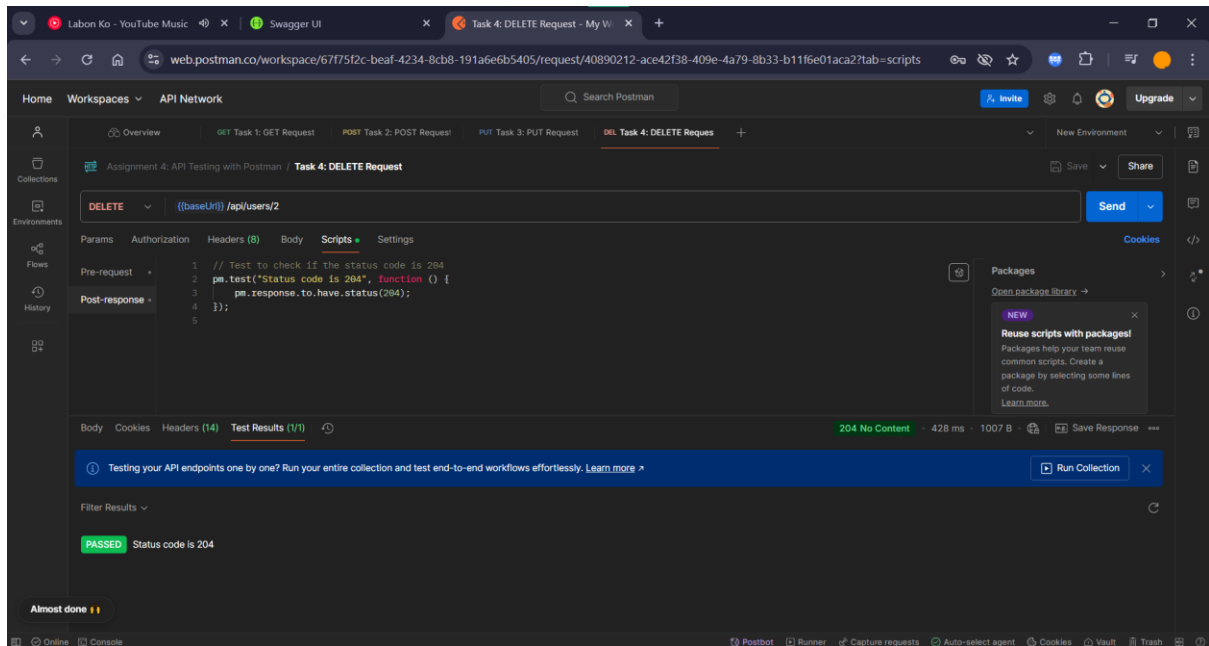 Labon Ko - YouTube Music
Swagger UI
Task 4: DELETE Request - My W
web.postman.co/workspace/67f75f2c-beaf-4234-8cb8-191a6e6b5405/request/40890212-ace42f38-409e-4a79-8b33-b11f6e01aca2?tab=scripts
Home Workspaces API Network Search Postman Invite Upgrade
Overview GET Task 1: GET Request POST Task 2: POST Request PUT Task 3: PUT Request DEL Task 4: DELETE Reques New Environment
Collections
Environments
Flows
History
HTTP Assignment 4: API Testing with Postman / Task 4: DELETE Request Save Share
DELETE {{baseUrl}} /api/users/2 Send
Params Authorization Headers (8) Body Scripts Settings Cookies
Pre-request
Post-response
1 // Test to check if the status code is 204
2 pm.test("Status code is 204", function () {
3 pm.response.to.have.status(204);
4 });
5
Packages
Open package library →
NEW
Reuse scripts with packages!
Packages help your team reuse
common scripts. Create a
package by selecting some lines
of code.
Learn more.
Body Cookies Headers (14) Test Results (1/1) 204 No Content 428 ms 1007 B Save Response
Testing your API endpoints one by one? Run your entire collection and test end-to-end workflows effortlessly. Learn more Run Collection
Filter Results
PASSED Status code is 204
Almost done
Online Console Postbot Runner Capture requests Auto-select agent Cookies Vault Trash